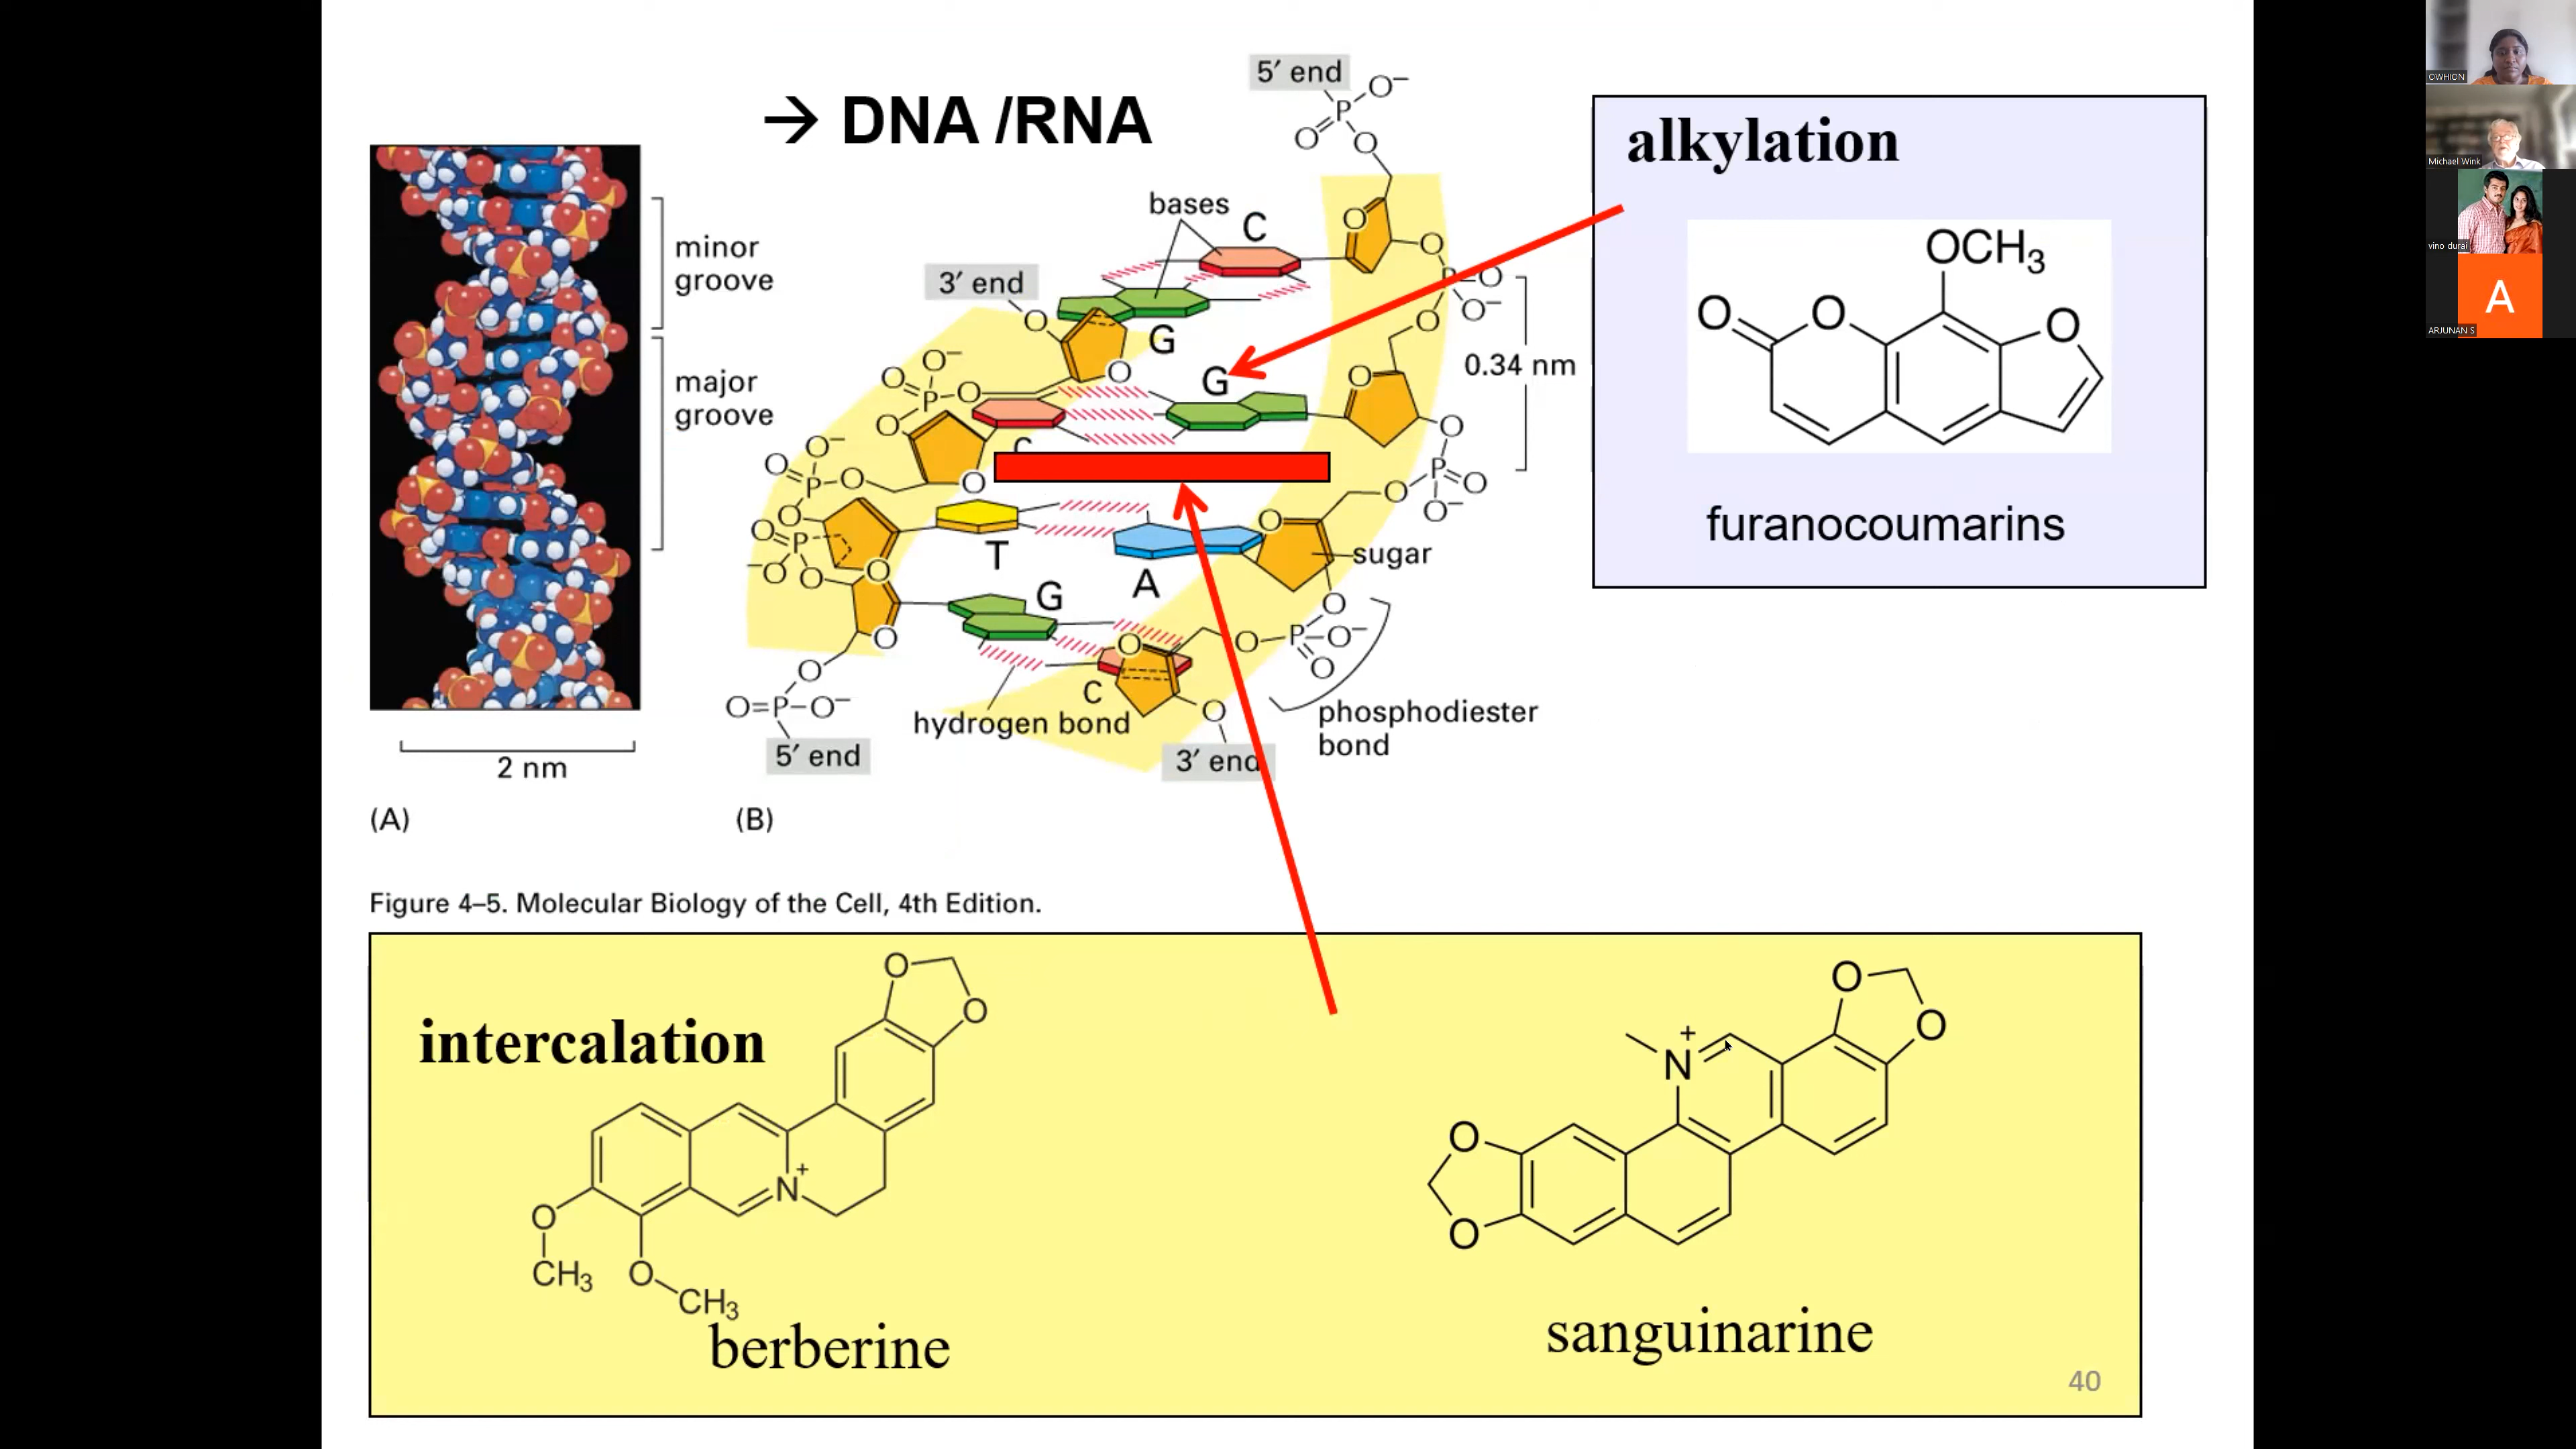 → DNA /RNA
minor
groove
major
groove
2 nm
(A)
5′ end
O⁻
P
O
O
bases
C
O
O
3′ end
O
G
P=O
O⁻
O
0.34 nm
O⁻
O
P
O
O
G
O
O
O⁻
O
P
O
C
O
O
P
O
O⁻
O
O
P
⁻O
O
O
T
A
O
sugar
G
O
O
O
O
P–O⁻
O
O
C
O
O=P–O⁻
hydrogen bond
phosphodiester
bond
5′ end
3′ end
(B)
Figure 4–5. Molecular Biology of the Cell, 4th Edition.
alkylation
OCH3
O
O
O
furanocoumarins
intercalation
O
O
N
+
O
CH3
O
CH3
berberine
O
O
+
N
O
O
sanguinarine
40
OWHION
Michael Wink
vino durai
A
ARJUNAN S